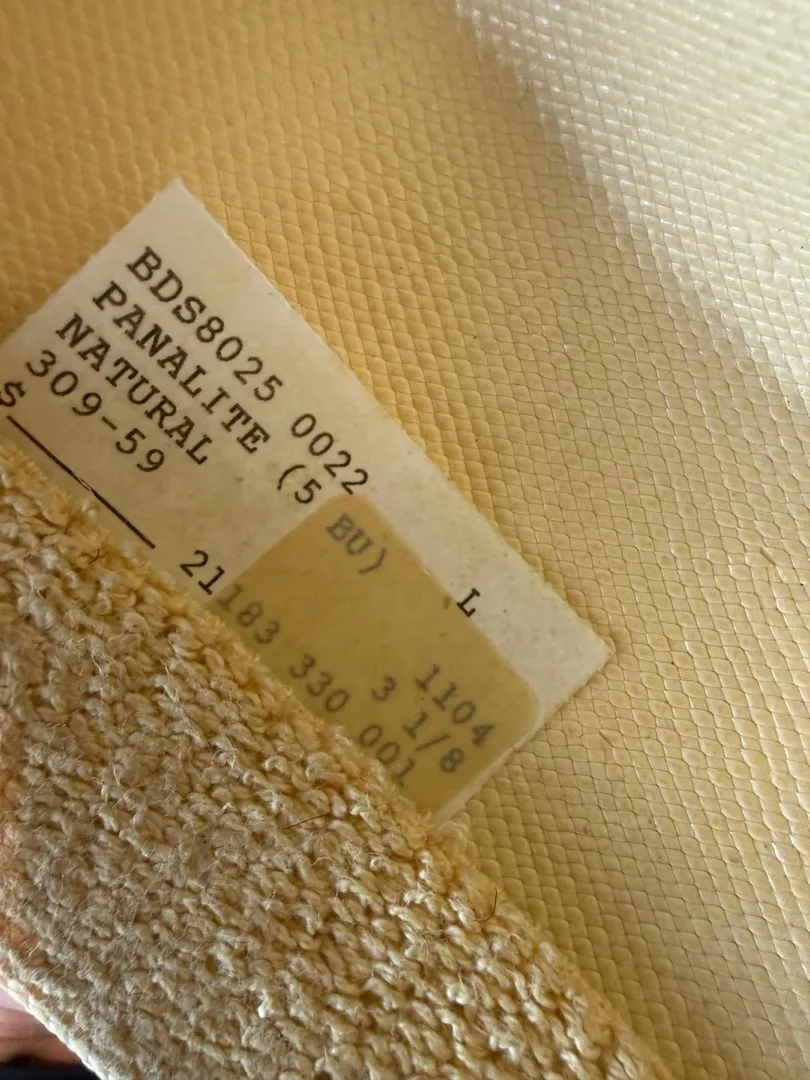 BDS8025 0022 L
PANALITE (5 BU)
NATURAL 1104
309-59 3 1/8
$ 21183 330 001